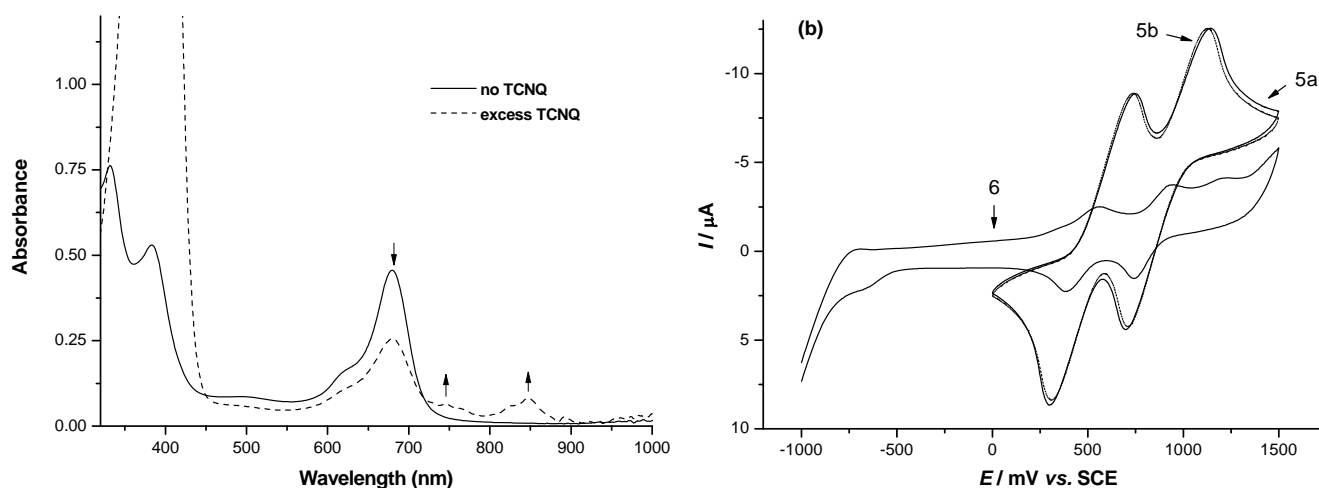 1.00
0.75
0.50
0.25
0.00
Absorbance
no TCNQ
excess TCNQ
400 500 600 700 800 900 1000
Wavelength (nm)
(b)
5b
5a
6
-10
-5
0
5
10
I / μA
-1000 -500 0 500 1000 1500
E / mV vs. SCE